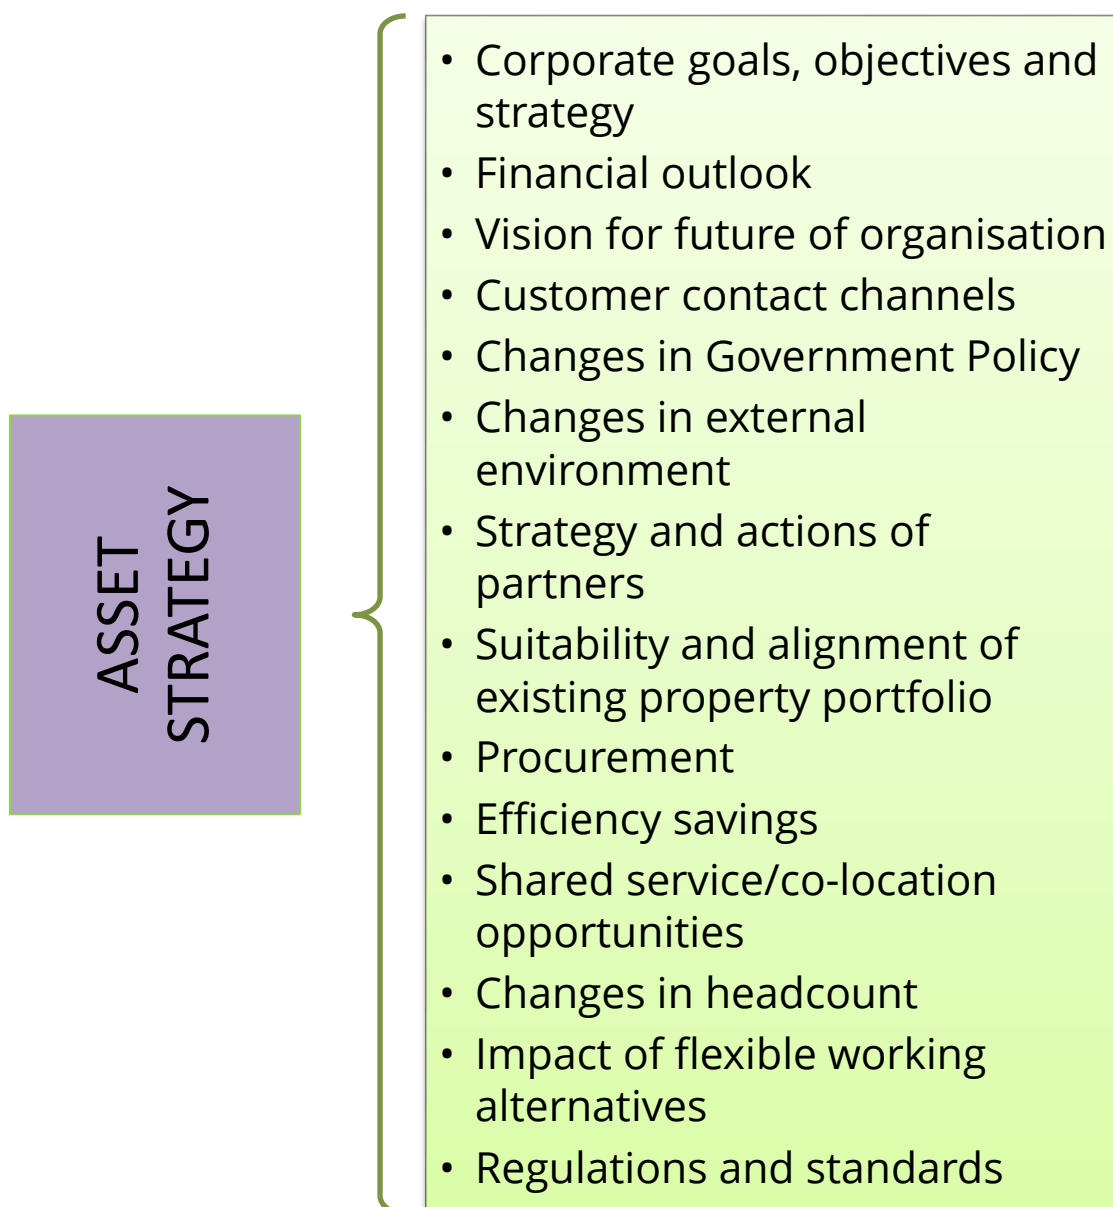 ASSET
STRATEGY
• Corporate goals, objectives and
strategy
• Financial outlook
• Vision for future of organisation
• Customer contact channels
• Changes in Government Policy
• Changes in external
environment
• Strategy and actions of
partners
• Suitability and alignment of
existing property portfolio
• Procurement
• Efficiency savings
• Shared service/co-location
opportunities
• Changes in headcount
• Impact of flexible working
alternatives
• Regulations and standards